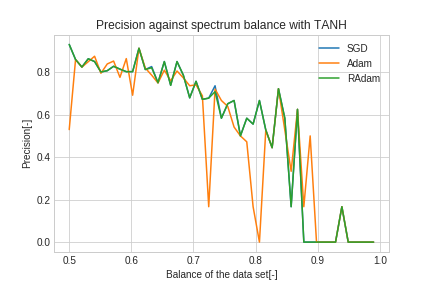 Precision against spectrum balance with TANH
SGD
Adam
RAdam
Precision[-]
0.8
0.6
0.4
0.2
0.0
0.5 0.6 0.7 0.8 0.9 1.0
Balance of the data set[-]